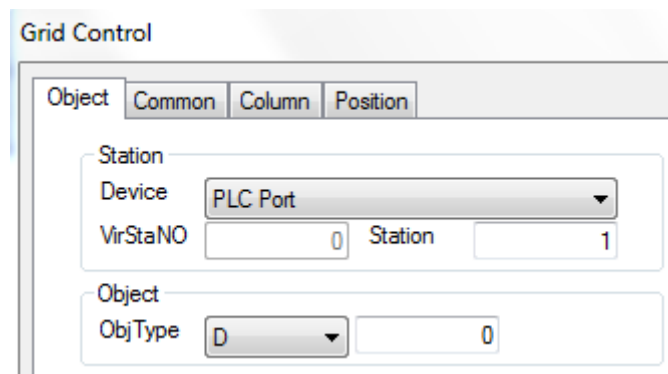 Grid Control
Object Common Column Position
Station
Device PLC Port
VirStaNO 0 Station 1
Object
ObjType D 0